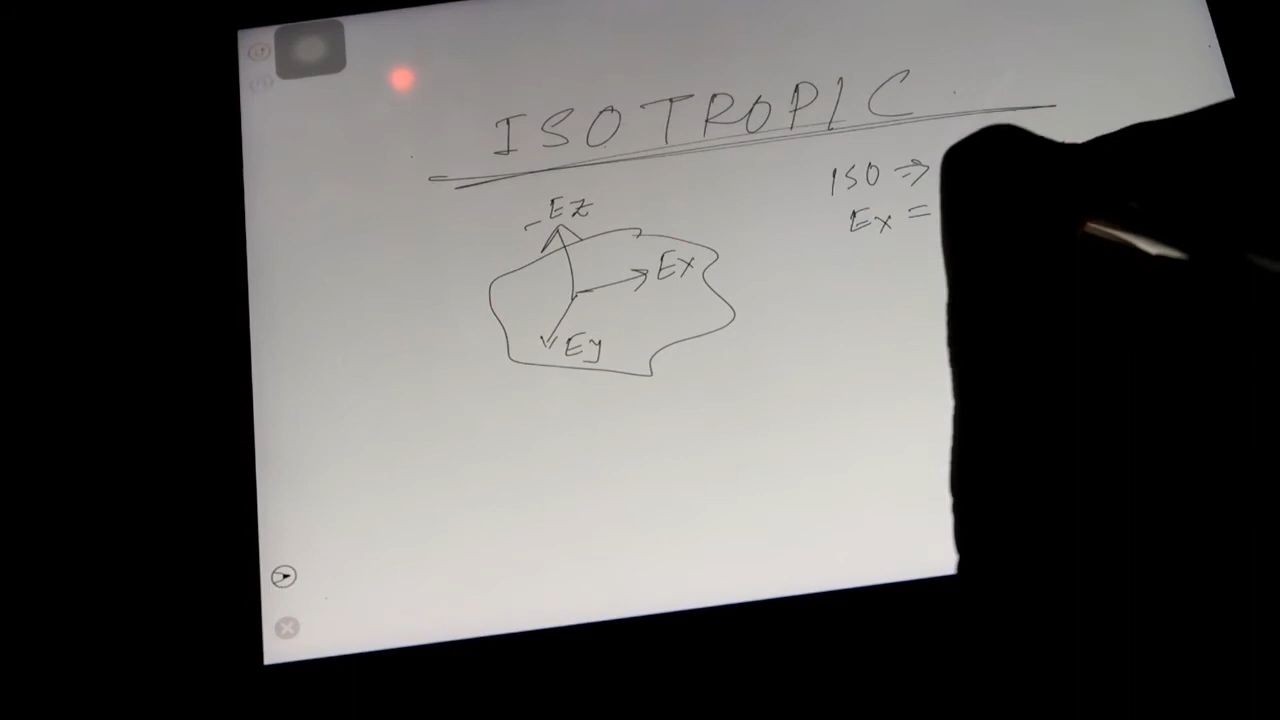 ISOTROPIC
ISO ⇒
Ex =
Ez
Ex
Ey